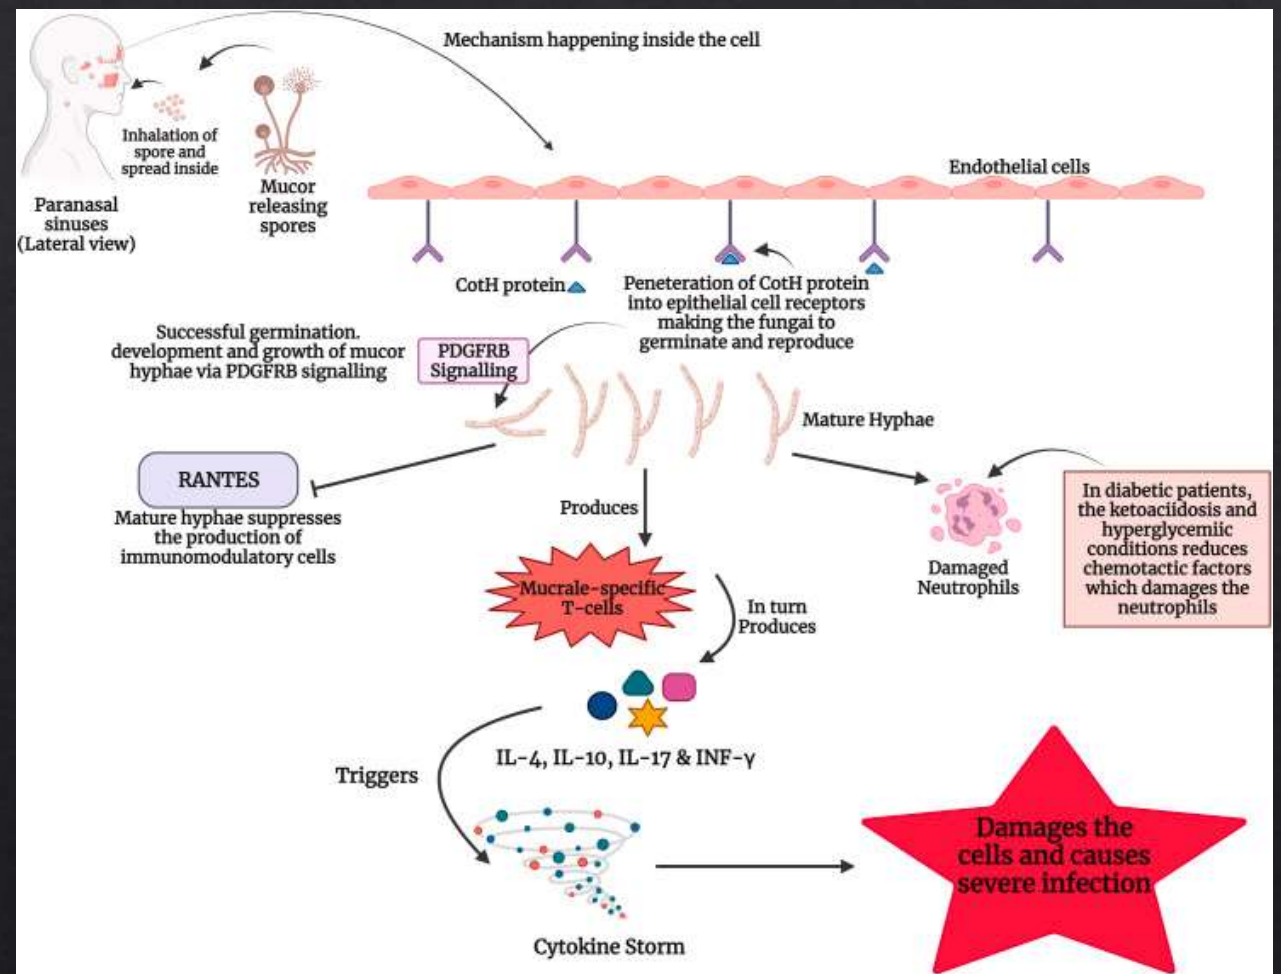 Mechanism happening inside the cell
Inhalation of
spore and
spread inside
Mucor
releasing
spores
Paranasal
sinuses
(Lateral view)
Endothelial cells
CotH protein
Peneteration of CotH protein
into epithelial cell receptors
making the fungai to
germinate and reproduce
Successful germination.
development and growth of mucor
hyphae via PDGFRB signalling
PDGFRB
Signalling
Mature Hyphae
RANTES
Mature hyphae suppresses
the production of
immunomodulatory cells
Produces
Damaged
Neutrophils
In diabetic patients,
the ketoaciidosis and
hyperglycemiic
conditions reduces
chemotactic factors
which damages the
neutrophils
Mucrale-specific
T-cells
In turn
Produces
IL-4, IL-10, IL-17 & INF-γ
Triggers
Cytokine Storm
Damages the
cells and causes
severe infection